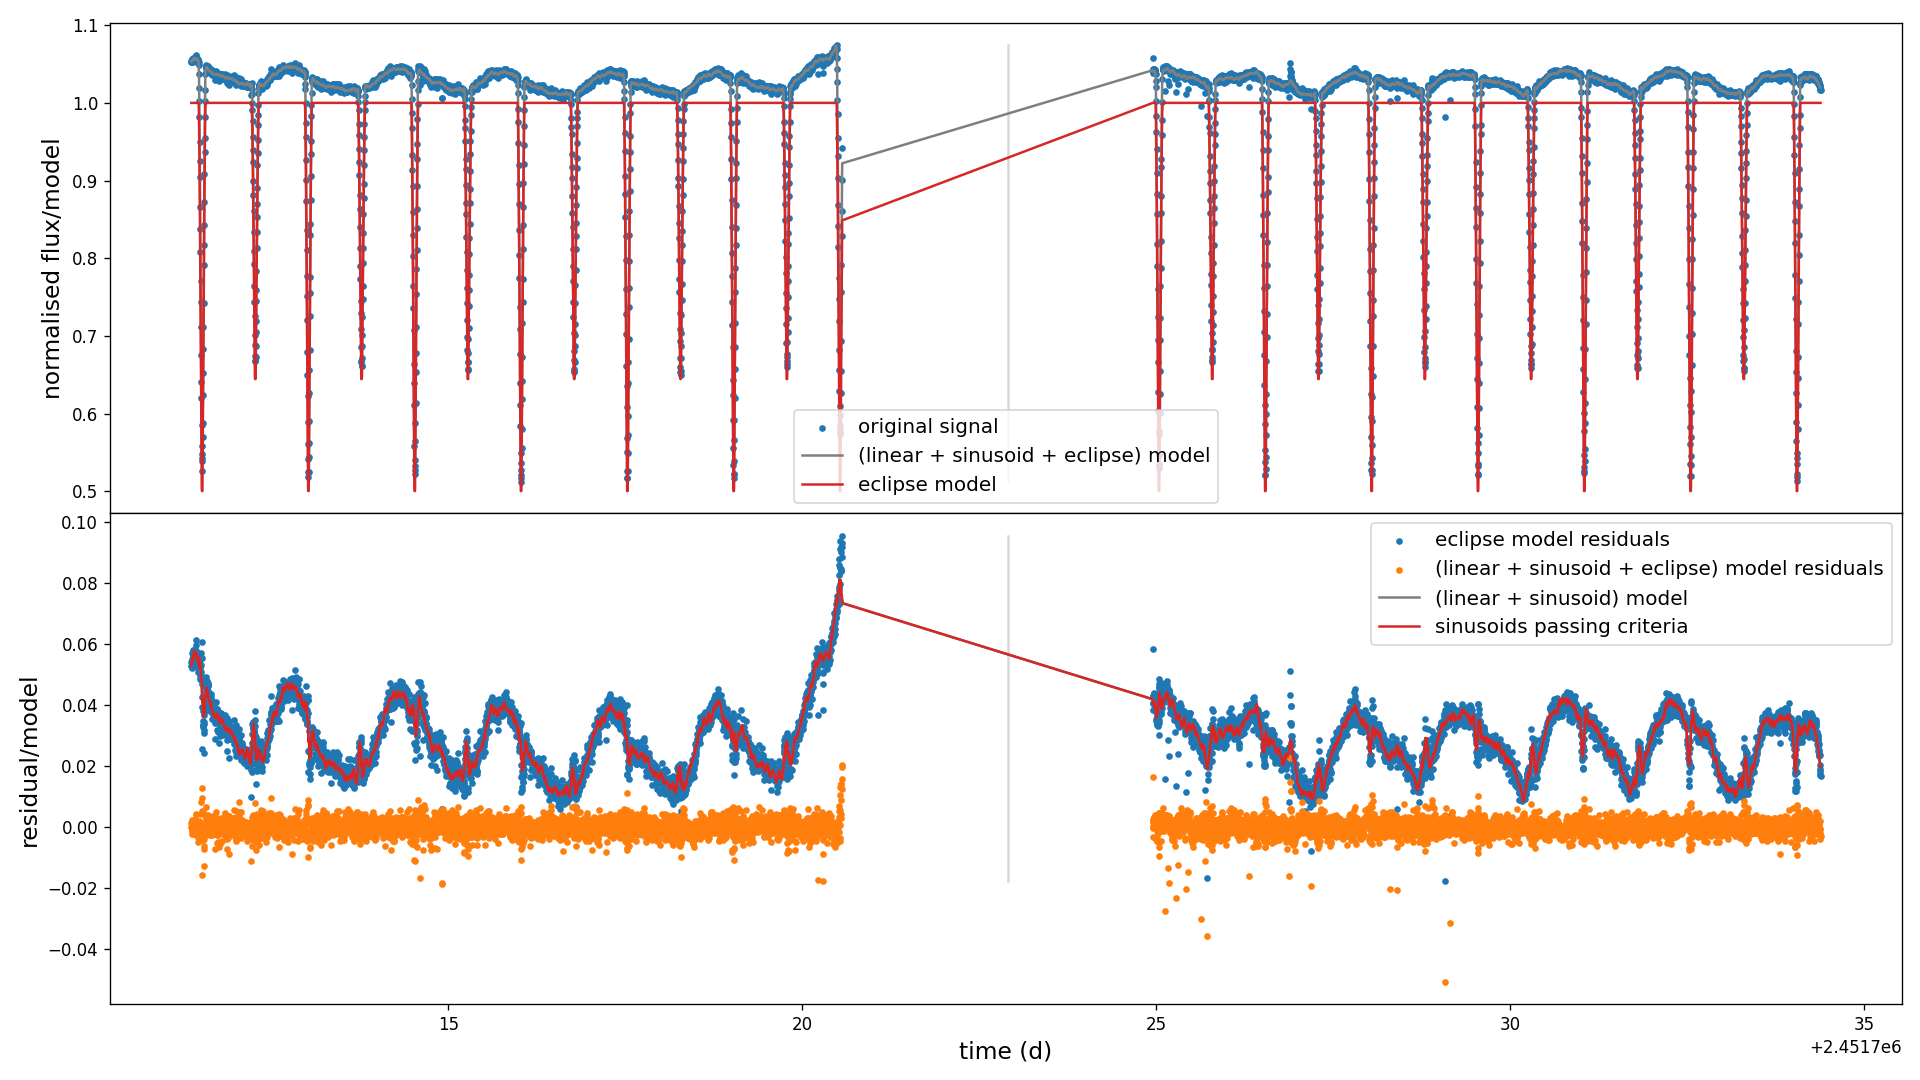 1.1
1.0
0.9
0.8
0.7
0.6
0.5
normalised flux/model
original signal
(linear + sinusoid + eclipse) model
eclipse model
0.10
0.08
0.06
0.04
0.02
0.00
−0.02
−0.04
residual/model
eclipse model residuals
(linear + sinusoid + eclipse) model residuals
(linear + sinusoid) model
sinusoids passing criteria
15
20
25
30
35
time (d)
+2.4517e6